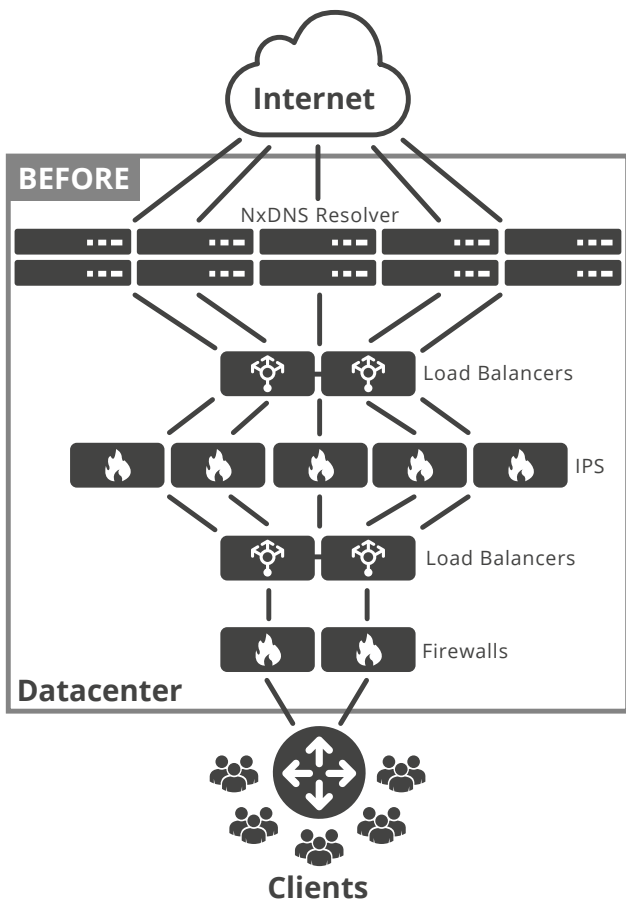 Internet
BEFORE
NxDNS Resolver
Load Balancers
IPS
Load Balancers
Firewalls
Datacenter
Clients